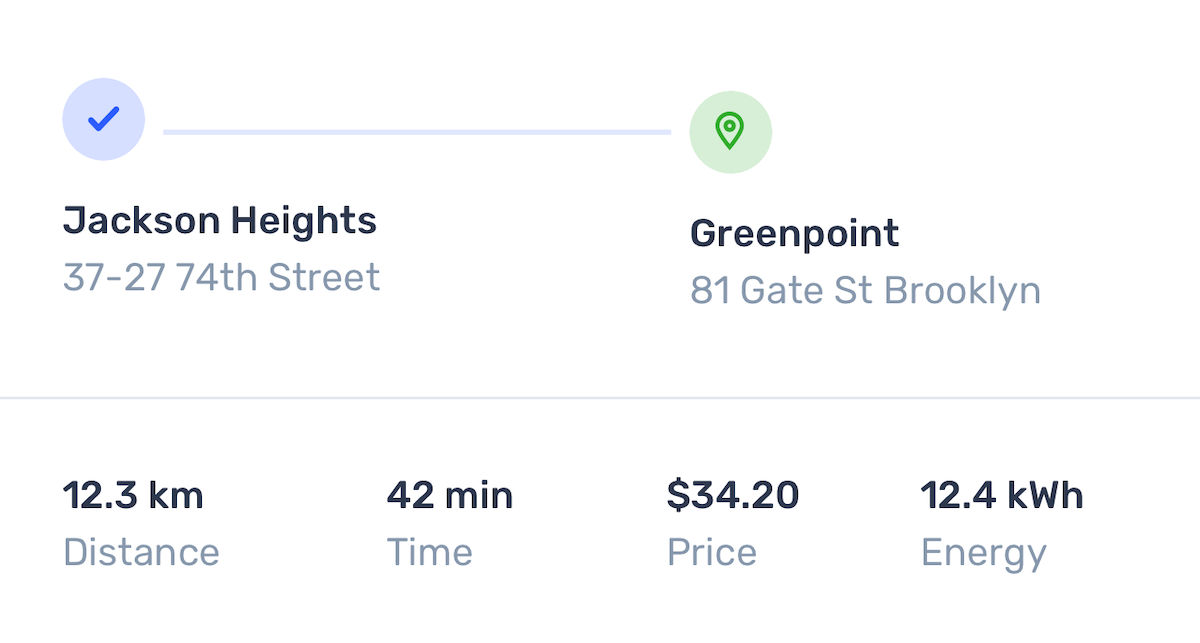 Jackson Heights
37-27 74th Street
Greenpoint
81 Gate St Brooklyn
12.3 km
Distance
42 min
Time
$34.20
Price
12.4 kWh
Energy